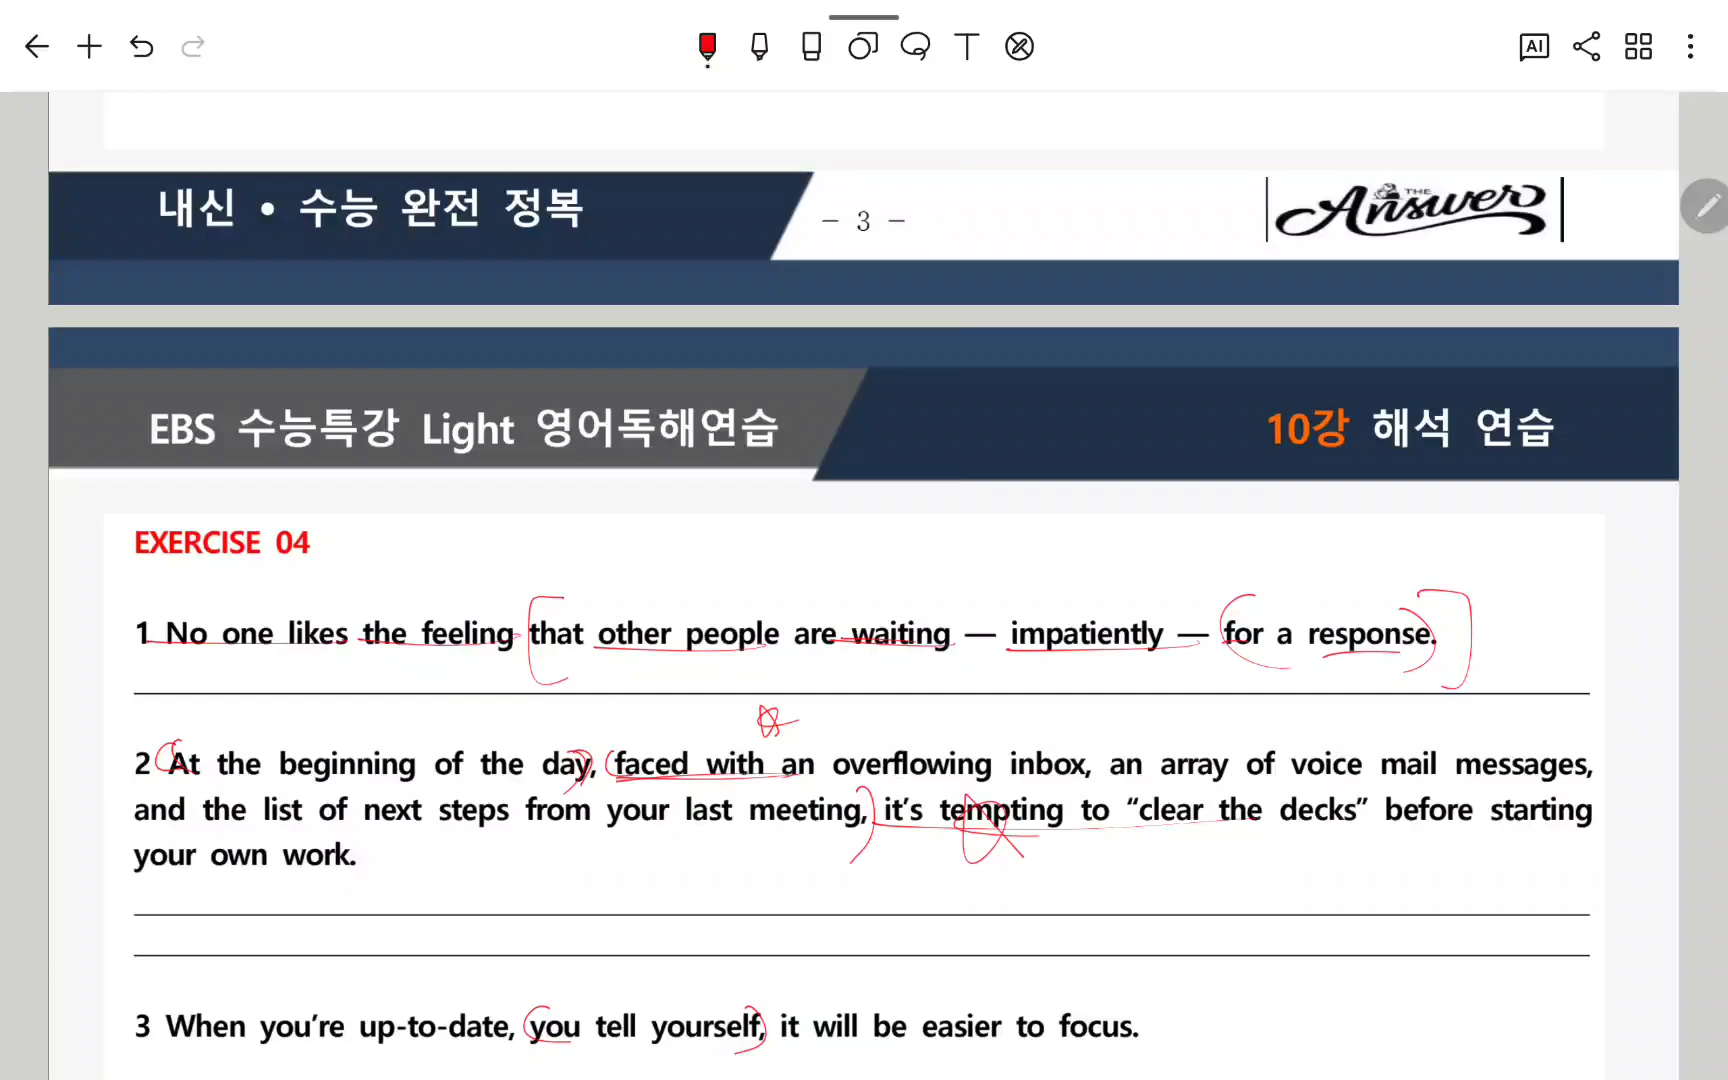 AI
내신 • 수능 완전 정복
- 3 -
THE
Answer
EBS 수능특강 Light 영어독해연습
10강 해석 연습
EXERCISE 04
1 No one likes the feeling that other people are waiting — impatiently — for a response.
2 At the beginning of the day, faced with an overflowing inbox, an array of voice mail messages,
and the list of next steps from your last meeting, it's tempting to “clear the decks” before starting
your own work.
3 When you're up-to-date, you tell yourself, it will be easier to focus.